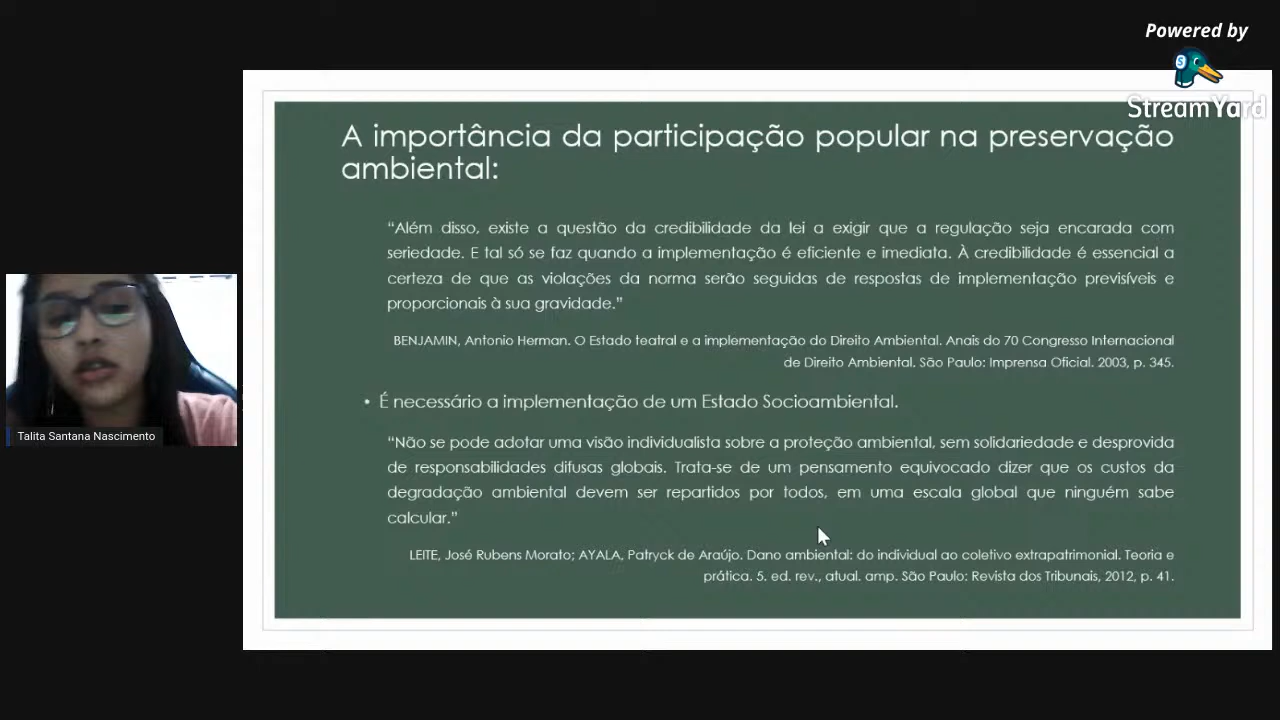 Powered by
StreamYard
A importância da participação popular na preservação
ambiental:
“Além disso, existe a questão da credibilidade da lei a exigir que a regulação seja encarada com
seriedade. E tal só se faz quando a implementação é eficiente e imediata. À credibilidade é essencial a
certeza de que as violações da norma serão seguidas de respostas de implementação previsíveis e
proporcionais à sua gravidade.”
BENJAMIN, Antonio Herman. O Estado teatral e a implementação do Direito Ambiental. Anais do 70 Congresso Internacional
de Direito Ambiental. São Paulo: Imprensa Oficial. 2003, p. 345.
• É necessário a implementação de um Estado Socioambiental.
“Não se pode adotar uma visão individualista sobre a proteção ambiental, sem solidariedade e desprovida
de responsabilidades difusas globais. Trata-se de um pensamento equivocado dizer que os custos da
degradação ambiental devem ser repartidos por todos, em uma escala global que ninguém sabe
calcular.”
LEITE, José Rubens Morato; AYALA, Patryck de Araújo. Dano ambiental: do individual ao coletivo extrapatrimonial. Teoria e
prática. 5. ed. rev., atual. amp. São Paulo: Revista dos Tribunais, 2012, p. 41.
Talita Santana Nascimento